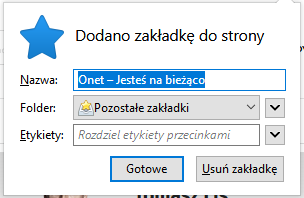 Dodano zakładkę do strony
Nazwa: Onet – Jesteś na bieżąco
Folder: Pozostałe zakładki
Etykiety: Rozdziel etykiety przecinkami
Gotowe Usuń zakładkę